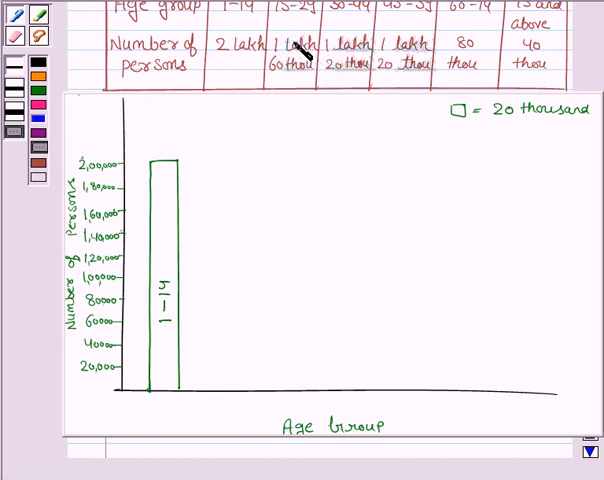 Age group 1-14 15-29 30-44 45-59 60-74 75 and
above
Number of 2 Lakh 1 lakh 1 lakh 1 lakh 80 40
persons 60 thou 20 thou 20 thou thou thou
□ = 20 thousand
2,00,000
1,80,000
1,60,000
1,40,000
1,20,000
1,00,000
80000
60000
40000
20,000
Number of Persons
1-14
Age Group